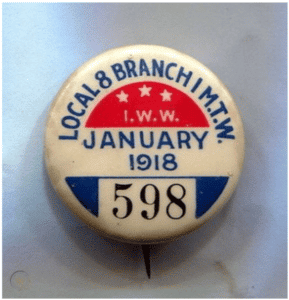 LOCAL 8 BRANCH 1 M.T.W.
I.W.W.
JANUARY
1918
598